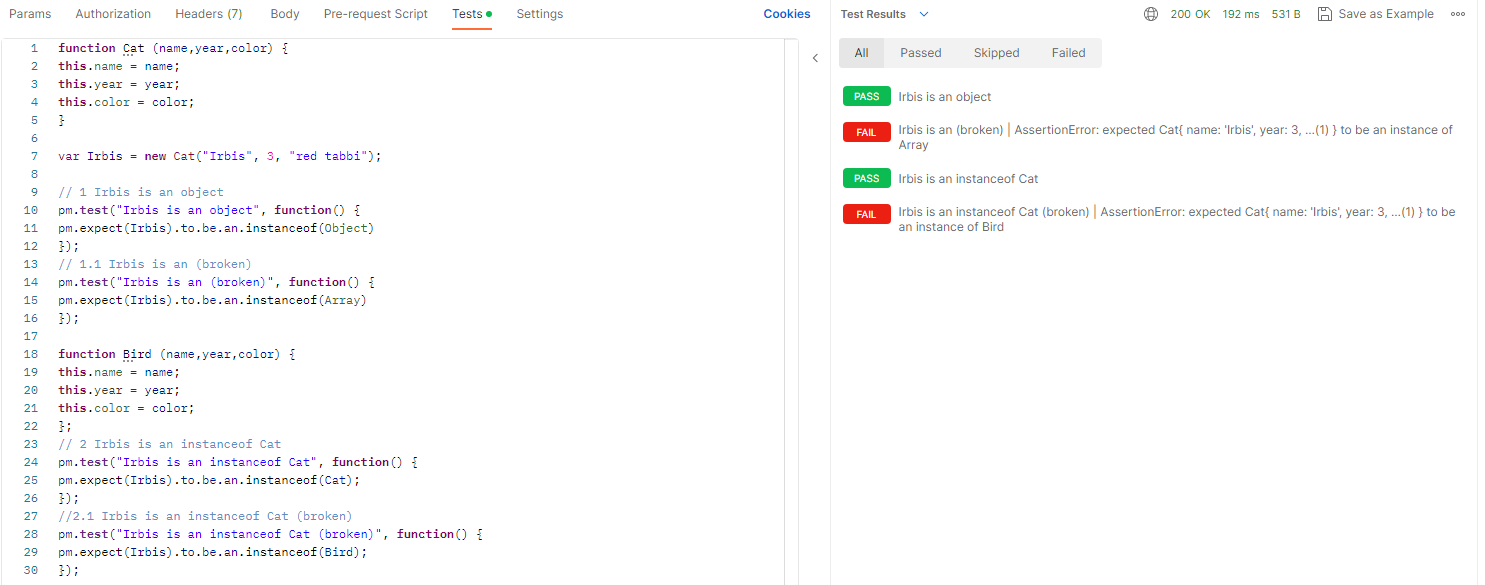 Params Authorization Headers (7) Body Pre-request Script Tests Settings Cookies
1 function Cat (name,year,color) {
2 this.name = name;
3 this.year = year;
4 this.color = color;
5 }
6
7 var Irbis = new Cat("Irbis", 3, "red tabbi");
8
9 // 1 Irbis is an object
10 pm.test("Irbis is an object", function() {
11 pm.expect(Irbis).to.be.an.instanceof(Object)
12 });
13 // 1.1 Irbis is an (broken)
14 pm.test("Irbis is an (broken)", function() {
15 pm.expect(Irbis).to.be.an.instanceof(Array)
16 });
17
18 function Bird (name,year,color) {
19 this.name = name;
20 this.year = year;
21 this.color = color;
22 };
23 // 2 Irbis is an instanceof Cat
24 pm.test("Irbis is an instanceof Cat", function() {
25 pm.expect(Irbis).to.be.an.instanceof(Cat);
26 });
27 //2.1 Irbis is an instanceof Cat (broken)
28 pm.test("Irbis is an instanceof Cat (broken)", function() {
29 pm.expect(Irbis).to.be.an.instanceof(Bird);
30 });
Test Results 200 OK 192 ms 531 B Save as Example
All Passed Skipped Failed
PASS Irbis is an object
FAIL Irbis is an (broken) | AssertionError: expected Cat{ name: 'Irbis', year: 3, ...(1) } to be an instance of
Array
PASS Irbis is an instanceof Cat
FAIL Irbis is an instanceof Cat (broken) | AssertionError: expected Cat{ name: 'Irbis', year: 3, ...(1) } to be
an instance of Bird